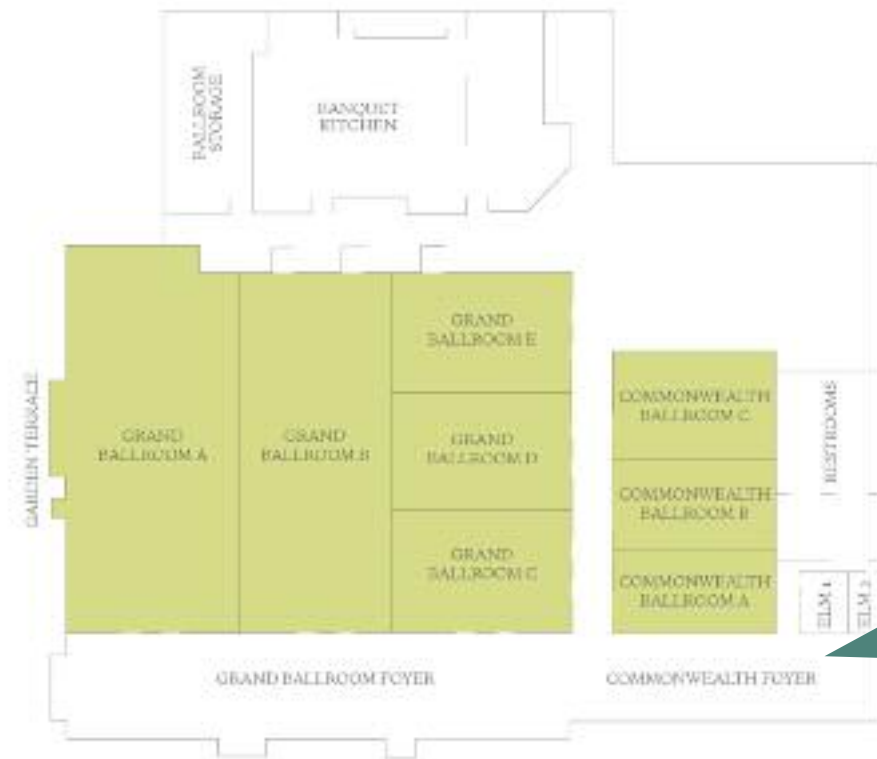 BALLROOM
STORAGE
BANQUET
KITCHEN
GARDEN TERRACE
GRAND
BALLROOM A
GRAND
BALLROOM B
GRAND
BALLROOM E
GRAND
BALLROOM D
GRAND
BALLROOM C
COMMONWEALTH
BALLROOM C
COMMONWEALTH
BALLROOM B
COMMONWEALTH
BALLROOM A
RESTROOMS
ELM 1
ELM 2
GRAND BALLROOM FOYER
COMMONWEALTH FOYER